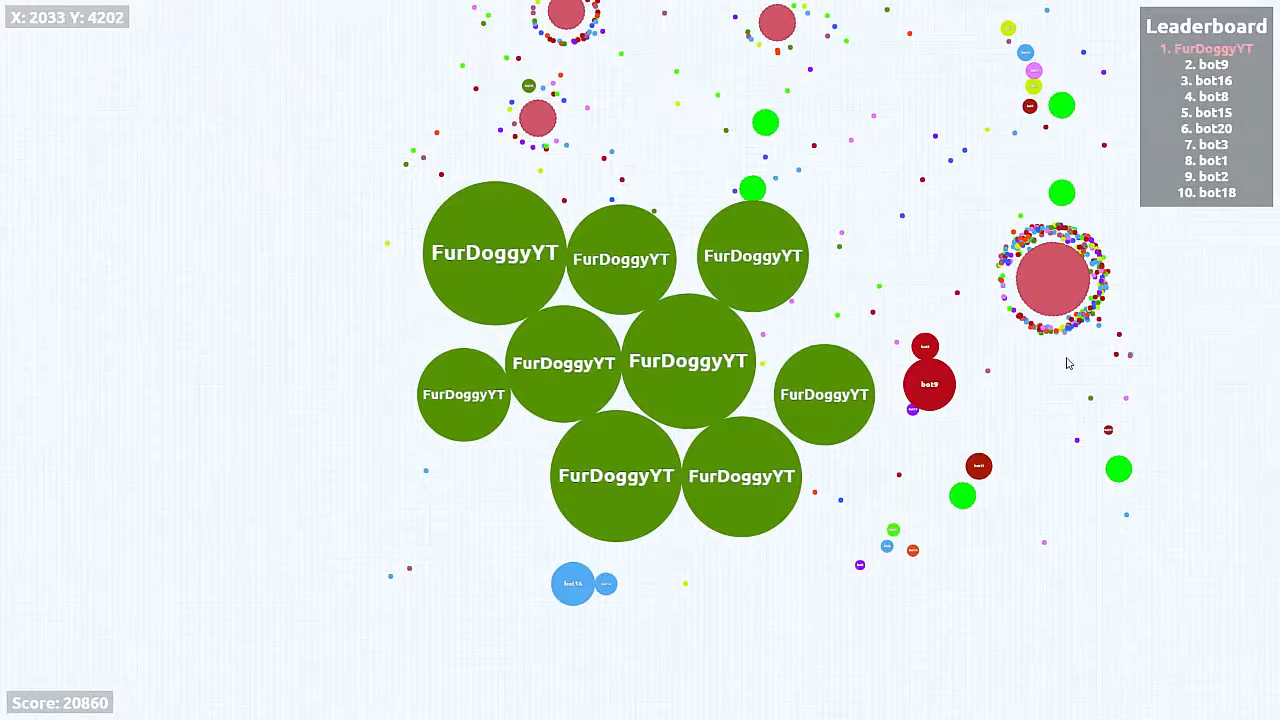 X: 2033 Y: 4202
Leaderboard
1. FurDoggyYT
2. bot9
3. bot16
4. bot8
5. bot15
6. bot20
7. bot3
8. bot1
9. bot2
10. bot18
FurDoggyYT
FurDoggyYT
FurDoggyYT
FurDoggyYT
FurDoggyYT
FurDoggyYT
FurDoggyYT
FurDoggyYT
FurDoggyYT
bot9
bot16
Score: 20860